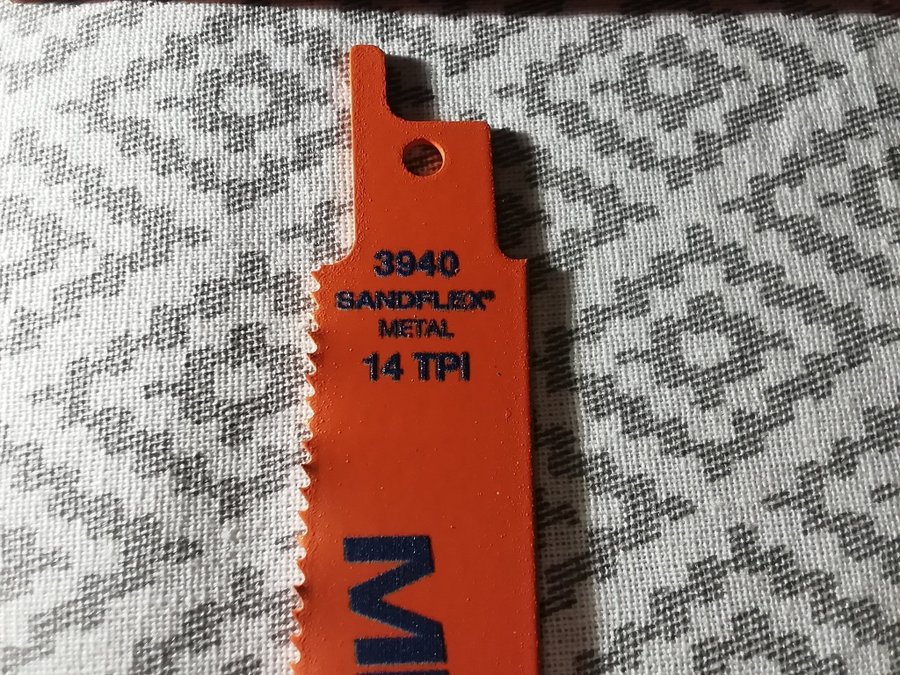 3940
SANDFLEX®
METAL
14 TPI
M